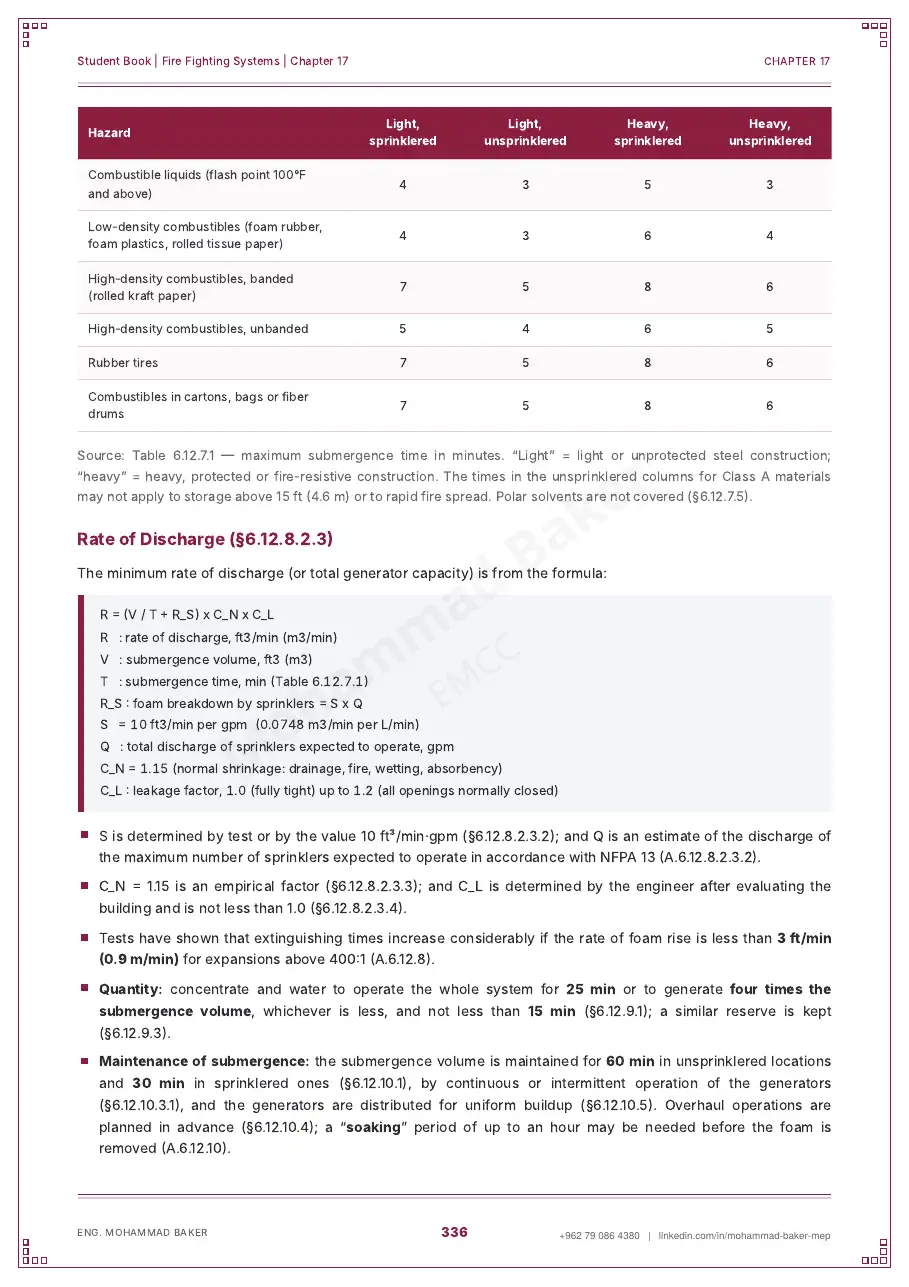 Student Book | Fire Fighting Systems | Chapter 17
CHAPTER 17
Hazard
Light, sprinklered
Light, unsprinklered
Heavy, sprinklered
Heavy, unsprinklered
Combustible liquids (flash point 100°F and above) 4 3 5 3
Low-density combustibles (foam rubber, foam plastics, rolled tissue paper) 4 3 6 4
High-density combustibles, banded (rolled kraft paper) 7 5 8 6
High-density combustibles, unbanded 5 4 6 5
Rubber tires 7 5 8 6
Combustibles in cartons, bags or fiber drums 7 5 8 6
Source: Table 6.12.7.1 — maximum submergence time in minutes. “Light” = light or unprotected steel construction;
“heavy” = heavy, protected or fire-resistive construction. The times in the unsprinklered columns for Class A materials
may not apply to storage above 15 ft (4.6 m) or to rapid fire spread. Polar solvents are not covered (§6.12.7.5).
Rate of Discharge (§6.12.8.2.3)
The minimum rate of discharge (or total generator capacity) is from the formula:
R = (V / T + R_S) x C_N x C_L
R : rate of discharge, ft3/min (m3/min)
V : submergence volume, ft3 (m3)
T : submergence time, min (Table 6.12.7.1)
R_S : foam breakdown by sprinklers = S x Q
S = 10 ft3/min per gpm (0.0748 m3/min per L/min)
Q : total discharge of sprinklers expected to operate, gpm
C_N = 1.15 (normal shrinkage: drainage, fire, wetting, absorbency)
C_L : leakage factor, 1.0 (fully tight) up to 1.2 (all openings normally closed)
S is determined by test or by the value 10 ft³/min·gpm (§6.12.8.2.3.2); and Q is an estimate of the discharge of
the maximum number of sprinklers expected to operate in accordance with NFPA 13 (A.6.12.8.2.3.2).
C_N = 1.15 is an empirical factor (§6.12.8.2.3.3); and C_L is determined by the engineer after evaluating the
building and is not less than 1.0 (§6.12.8.2.3.4).
Tests have shown that extinguishing times increase considerably if the rate of foam rise is less than 3 ft/min
(0.9 m/min) for expansions above 400:1 (A.6.12.8).
Quantity: concentrate and water to operate the whole system for 25 min or to generate four times the
submergence volume, whichever is less, and not less than 15 min (§6.12.9.1); a similar reserve is kept
(§6.12.9.3).
Maintenance of submergence: the submergence volume is maintained for 60 min in unsprinklered locations
and 30 min in sprinklered ones (§6.12.10.1), by continuous or intermittent operation of the generators
(§6.12.10.3.1), and the generators are distributed for uniform buildup (§6.12.10.5). Overhaul operations are
planned in advance (§6.12.10.4); a “soaking” period of up to an hour may be needed before the foam is
removed (A.6.12.10).
Mohammad Baker
EMCC
ENG. MOHAMMAD BAKER
336
+962 79 086 4380 | linkedin.com/in/mohammad-baker-mep